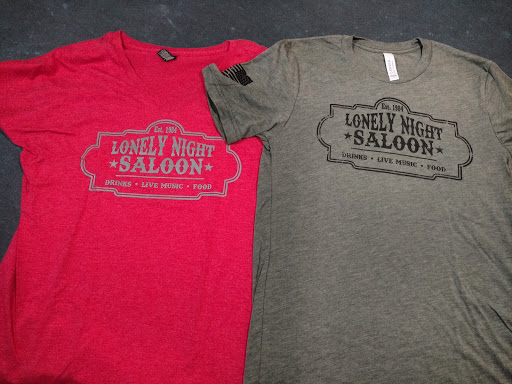 Est. 1984
LONELY NIGHT
★SALOON★
DRINKS • LIVE MUSIC • FOOD
Est. 1984
LONELY NIGHT
★SALOON★
DRINKS • LIVE MUSIC • FOOD